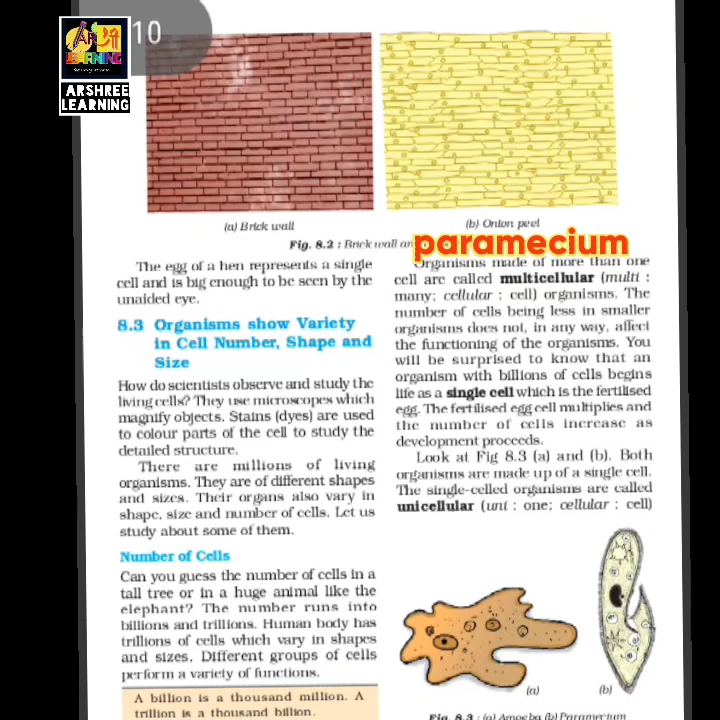 10
ARSHREE
LEARNING
(a) Brick wall
(b) Onion peel
Fig. 8.2 : Brick wall an
paramecium
The egg of a hen represents a single
cell and is big enough to be seen by the
unaided eye.
8.3 Organisms show Variety
in Cell Number, Shape and
Size
How do scientists observe and study the
living cells? They use microscopes which
magnify objects. Stains (dyes) are used
to colour parts of the cell to study the
detailed structure.
There are millions of living
organisms. They are of different shapes
and sizes. Their organs also vary in
shape, size and number of cells. Let us
study about some of them.
Number of Cells
Can you guess the number of cells in a
tall tree or in a huge animal like the
elephant? The number runs into
billions and trillions. Human body has
trillions of cells which vary in shapes
and sizes. Different groups of cells
perform a variety of functions.
A billion is a thousand million. A
trillion is a thousand billion.
Organisms made of more than one
cell are called multicellular (multi :
many; cellular : cell) organisms. The
number of cells being less in smaller
organisms does not, in any way, affect
the functioning of the organisms. You
will be surprised to know that an
organism with billions of cells begins
life as a single cell which is the fertilised
egg. The fertilised egg cell multiplies and
the number of cells increase as
development proceeds.
Look at Fig 8.3 (a) and (b). Both
organisms are made up of a single cell.
The single-celled organisms are called
unicellular (uni : one; cellular : cell)
(a)
(b)
Fig. 8.3 : (a) Amoeba (b) Paramecium